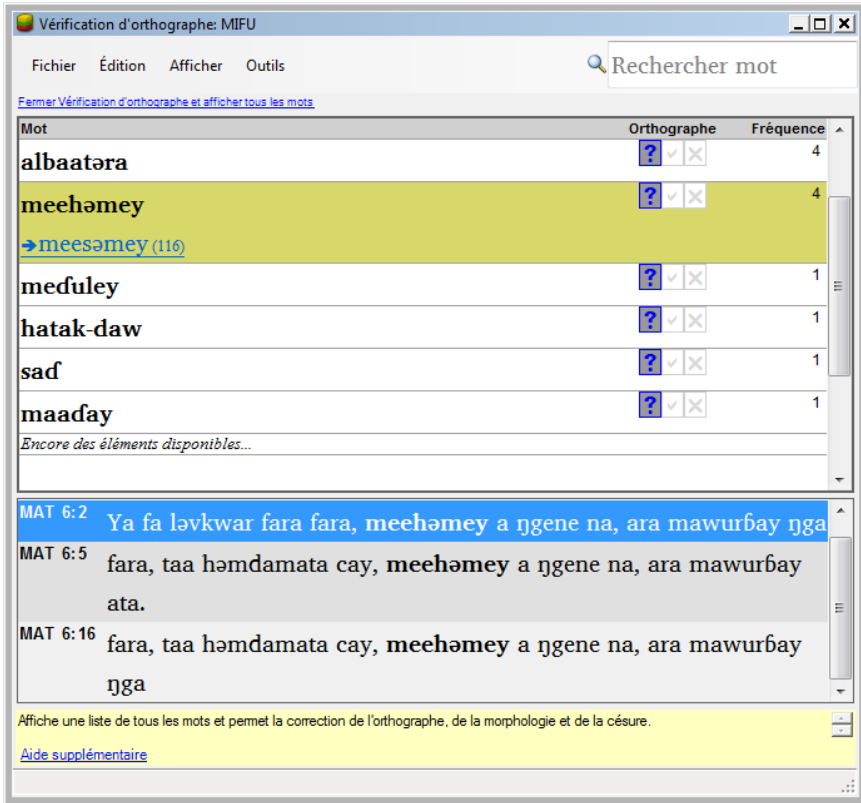 Vérification d'orthographe: MIFU
Fichier Édition Afficher Outils Rechercher mot
Fermer Vérification d'orthographe et afficher tous les mots
Mot Orthographe Fréquence
albaatəra ? 4
meehəmey ? 4
➔meesəmey (116)
meɗuley ? 1
hatak-daw ? 1
saɗ ? 1
maaɗay ? 1
Encore des éléments disponibles...
MAT 6:2 Ya fa ləvkwar fara fara, meehəmey a ŋgene na, ara mawurɓay ŋga
MAT 6:5 fara, taa həmdamata cay, meehəmey a ŋgene na, ara mawurɓay
ata.
MAT 6:16 fara, taa həmdamata cay, meehəmey a ŋgene na, ara mawurɓay
ŋga
Affiche une liste de tous les mots et permet la correction de l'orthographe, de la morphologie et de la césure.
Aide supplémentaire